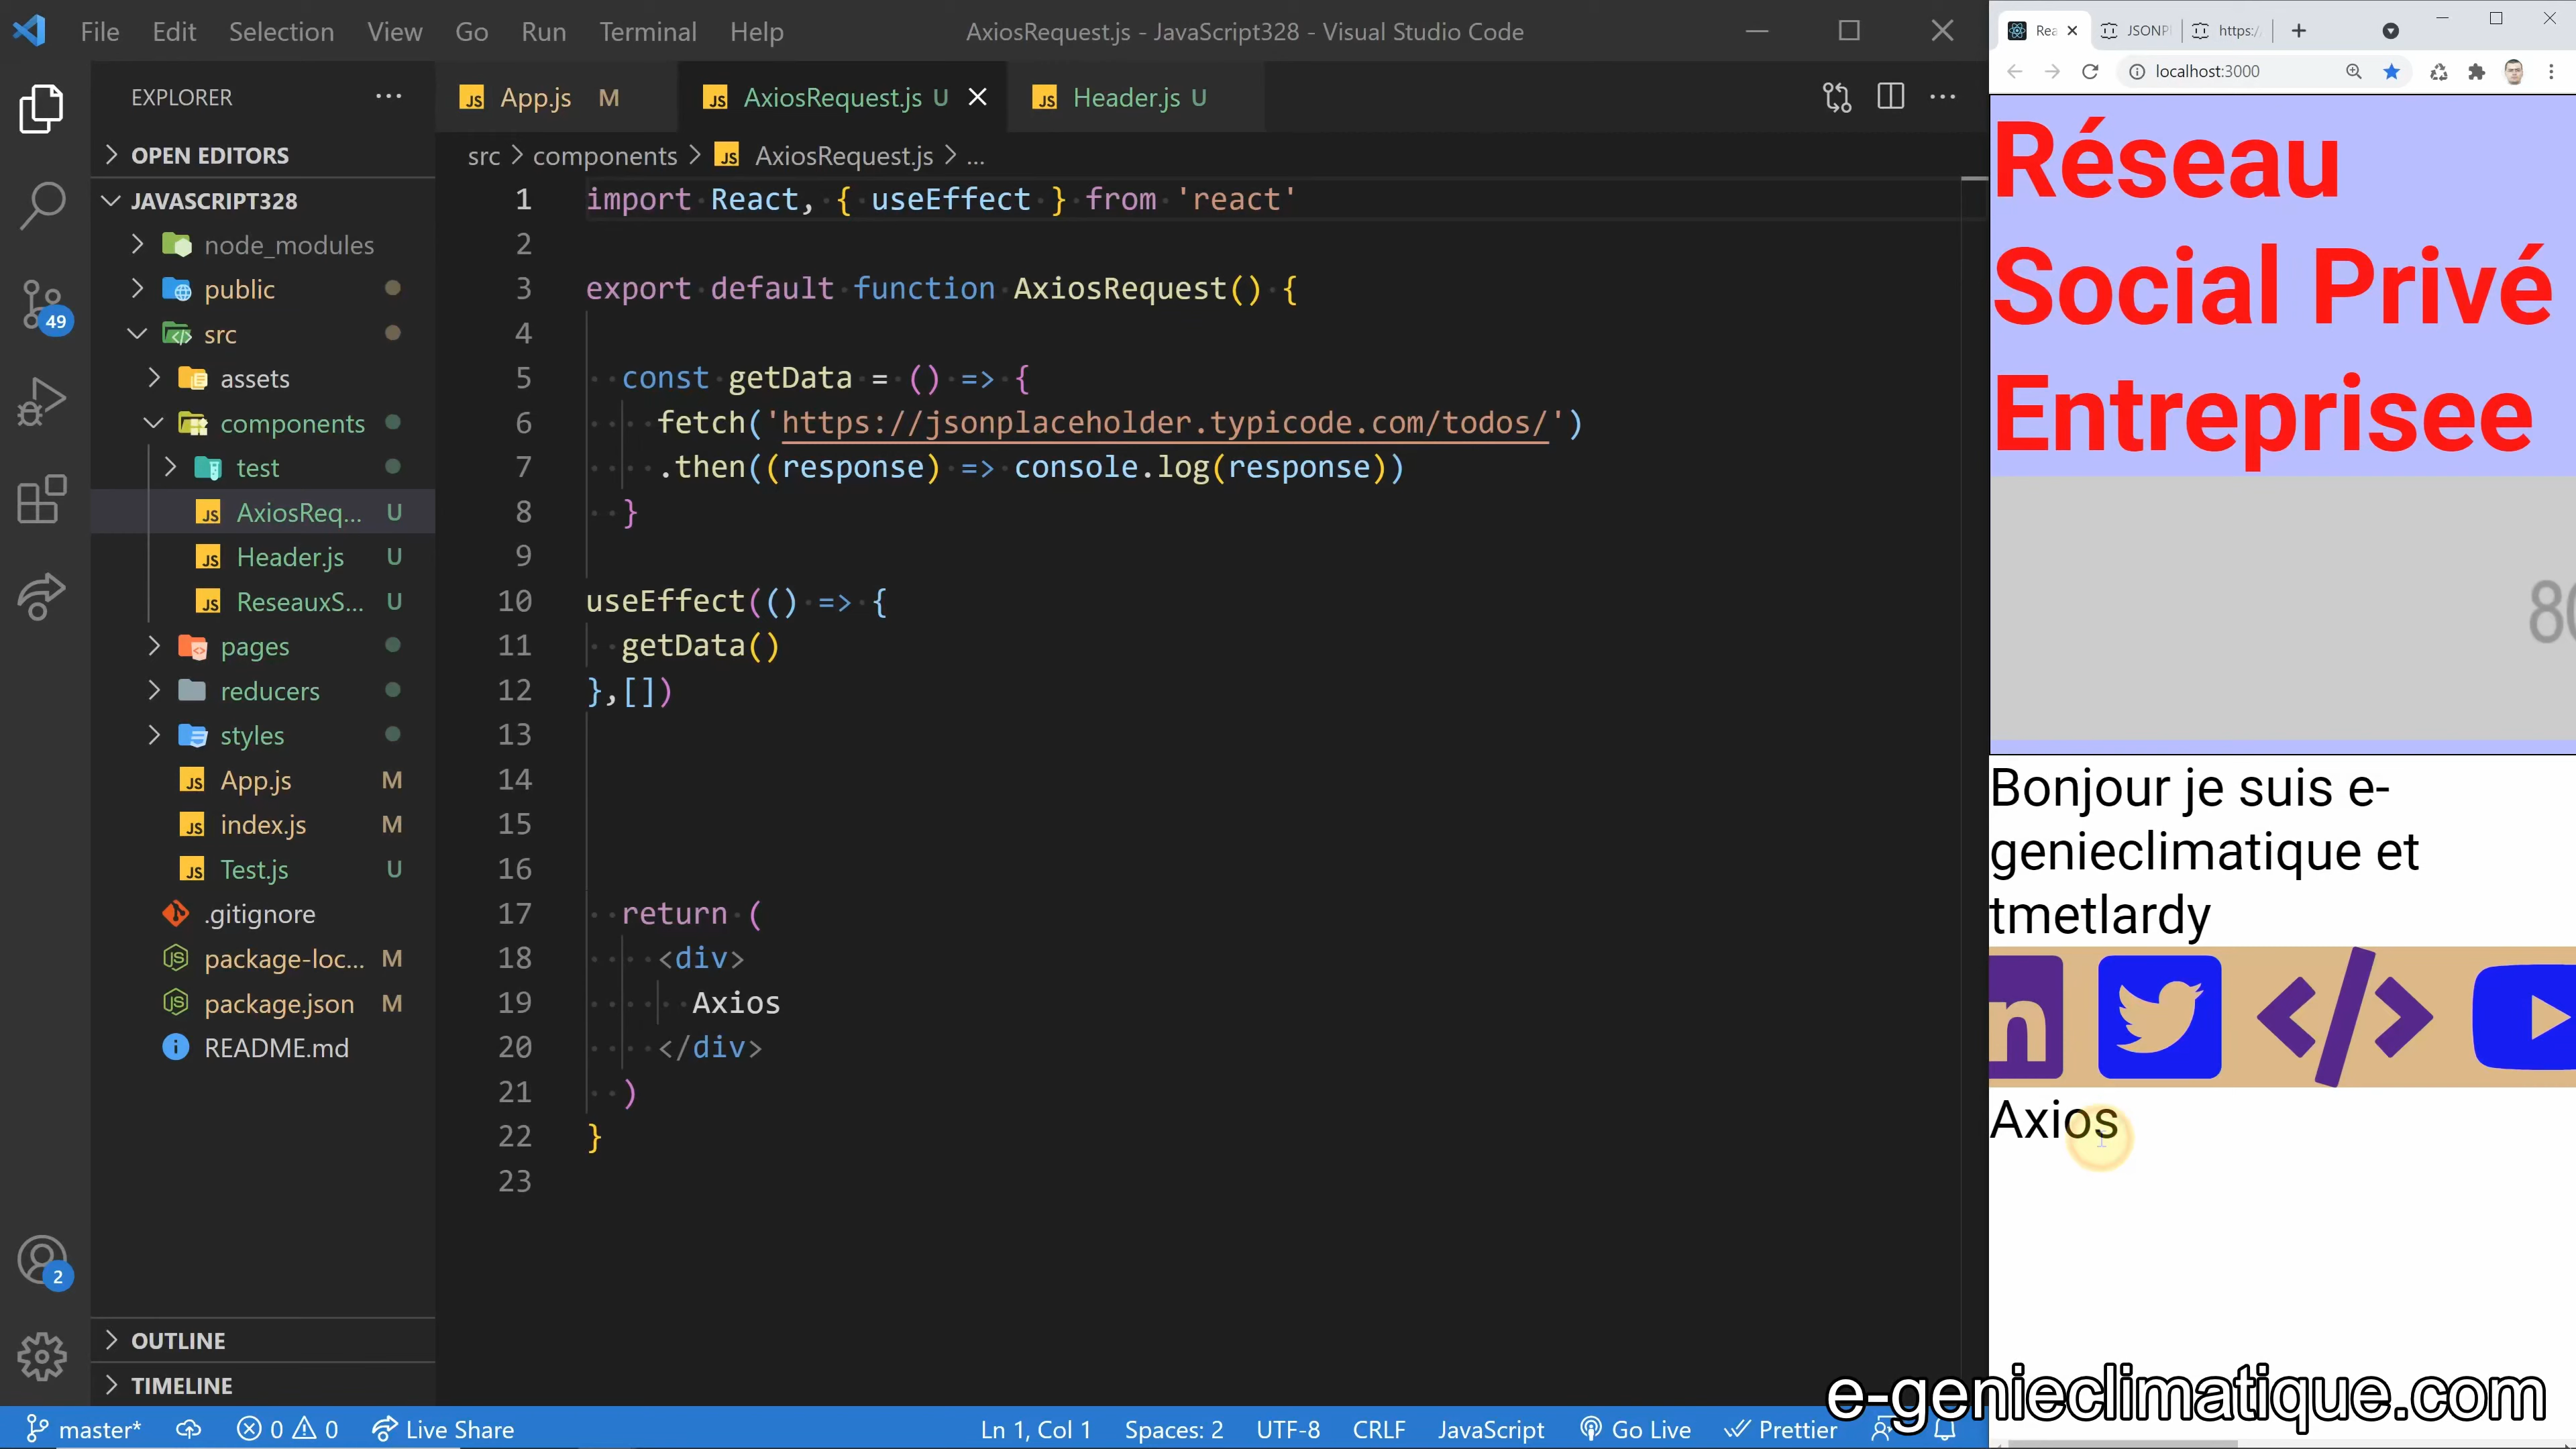 File Edit Selection View Go Run Terminal Help
AxiosRequest.js - JavaScript328 - Visual Studio Code
EXPLORER
OPEN EDITORS
JAVASCRIPT328
node_modules
public
src
assets
components
test
AxiosReq... U
Header.js U
ReseauxS... U
pages
reducers
styles
App.js M
index.js M
Test.js U
.gitignore
package-loc... M
package.json M
README.md
OUTLINE
TIMELINE
49
2
App.js M
AxiosRequest.js U
Header.js U
src > components > JS AxiosRequest.js > ...
1 import React, { useEffect } from 'react'
2
3 export default function AxiosRequest() {
4
5 const getData = () => {
6 fetch('https://jsonplaceholder.typicode.com/todos/')
7 .then((response) => console.log(response))
8 }
9
10 useEffect(() => {
11 getData()
12 },[])
13
14
15
16
17 return (
18 <div>
19 Axios
20 </div>
21 )
22 }
23
master* 0 0 Live Share
Ln 1, Col 1 Spaces: 2 UTF-8 CRLF JavaScript Go Live Prettier
Rea JSONP https:/
localhost:3000
Réseau
Social Privé
Entreprisee
80
Bonjour je suis e-
genieclimatique et
tmetlardy
Axios
e-genieclimatique.com